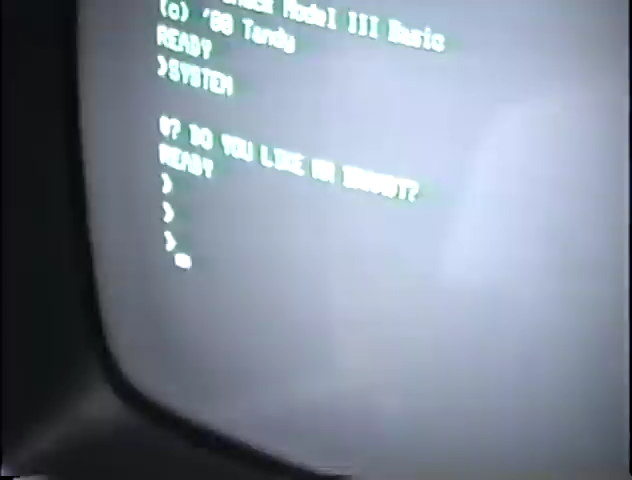 Model III Basic
(c) '80 Tandy
READY
>SYSTEM
? DO YOU LIKE
READY
>
>
>